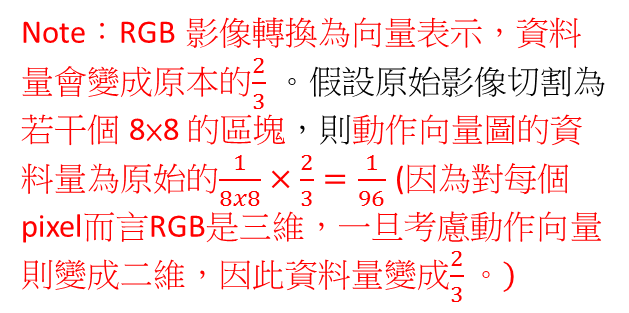 Note：RGB 影像轉換為向量表示，資料
量會變成原本的2/3 。假設原始影像切割為
若干個 8x8 的區塊，則動作向量圖的資
料量為原始的1/8x8 × 2/3 = 1/96 (因為對每個
pixel而言RGB是三維，一旦考慮動作向量
則變成二維，因此資料量變成2/3 。)